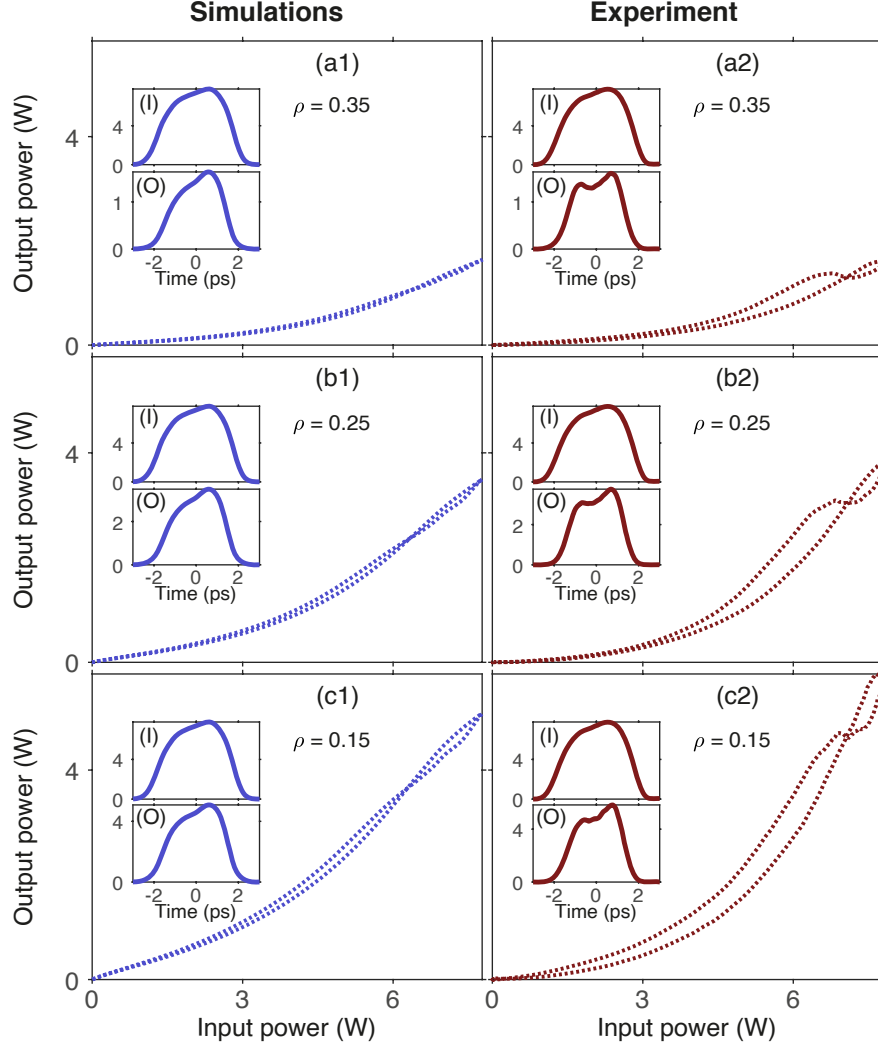 Simulations Experiment
(a1) (a2)
ρ = 0.35 ρ = 0.35
Output power (W)
4
0
(I)
4
0
(O)
1
0
-2 0 2
Time (ps)
(I)
4
0
(O)
1
0
-2 0 2
Time (ps)
(b1) (b2)
ρ = 0.25 ρ = 0.25
Output power (W)
4
0
(I)
4
0
(O)
2
0
-2 0 2
Time (ps)
(I)
4
0
(O)
2
0
-2 0 2
Time (ps)
(c1) (c2)
ρ = 0.15 ρ = 0.15
Output power (W)
4
0
(I)
4
0
(O)
4
0
-2 0 2
Time (ps)
(I)
4
0
(O)
4
0
-2 0 2
Time (ps)
0 3 6 0 3 6
Input power (W) Input power (W)